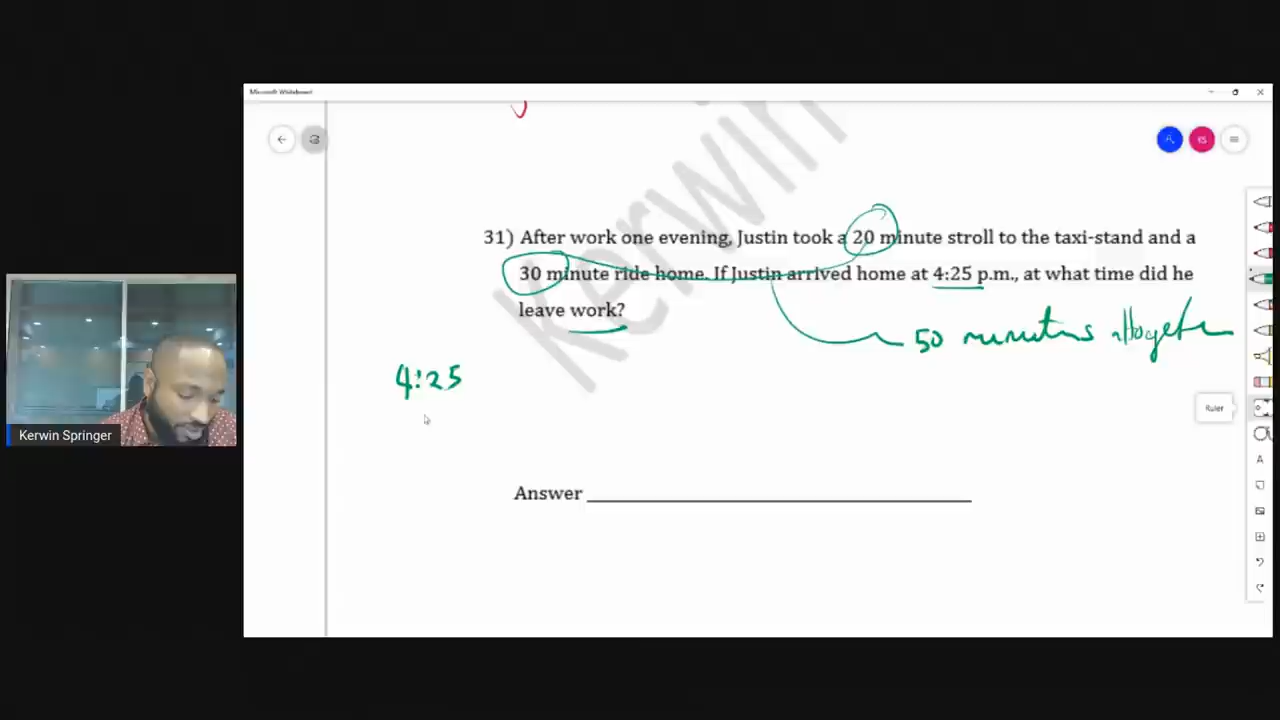 Microsoft Whiteboard
Kerwin
KS
31) After work one evening, Justin took a 20 minute stroll to the taxi-stand and a
30 minute ride home. If Justin arrived home at 4:25 p.m., at what time did he
leave work?
50 minutes altogether
4:25
Ruler
Kerwin Springer
A
Answer